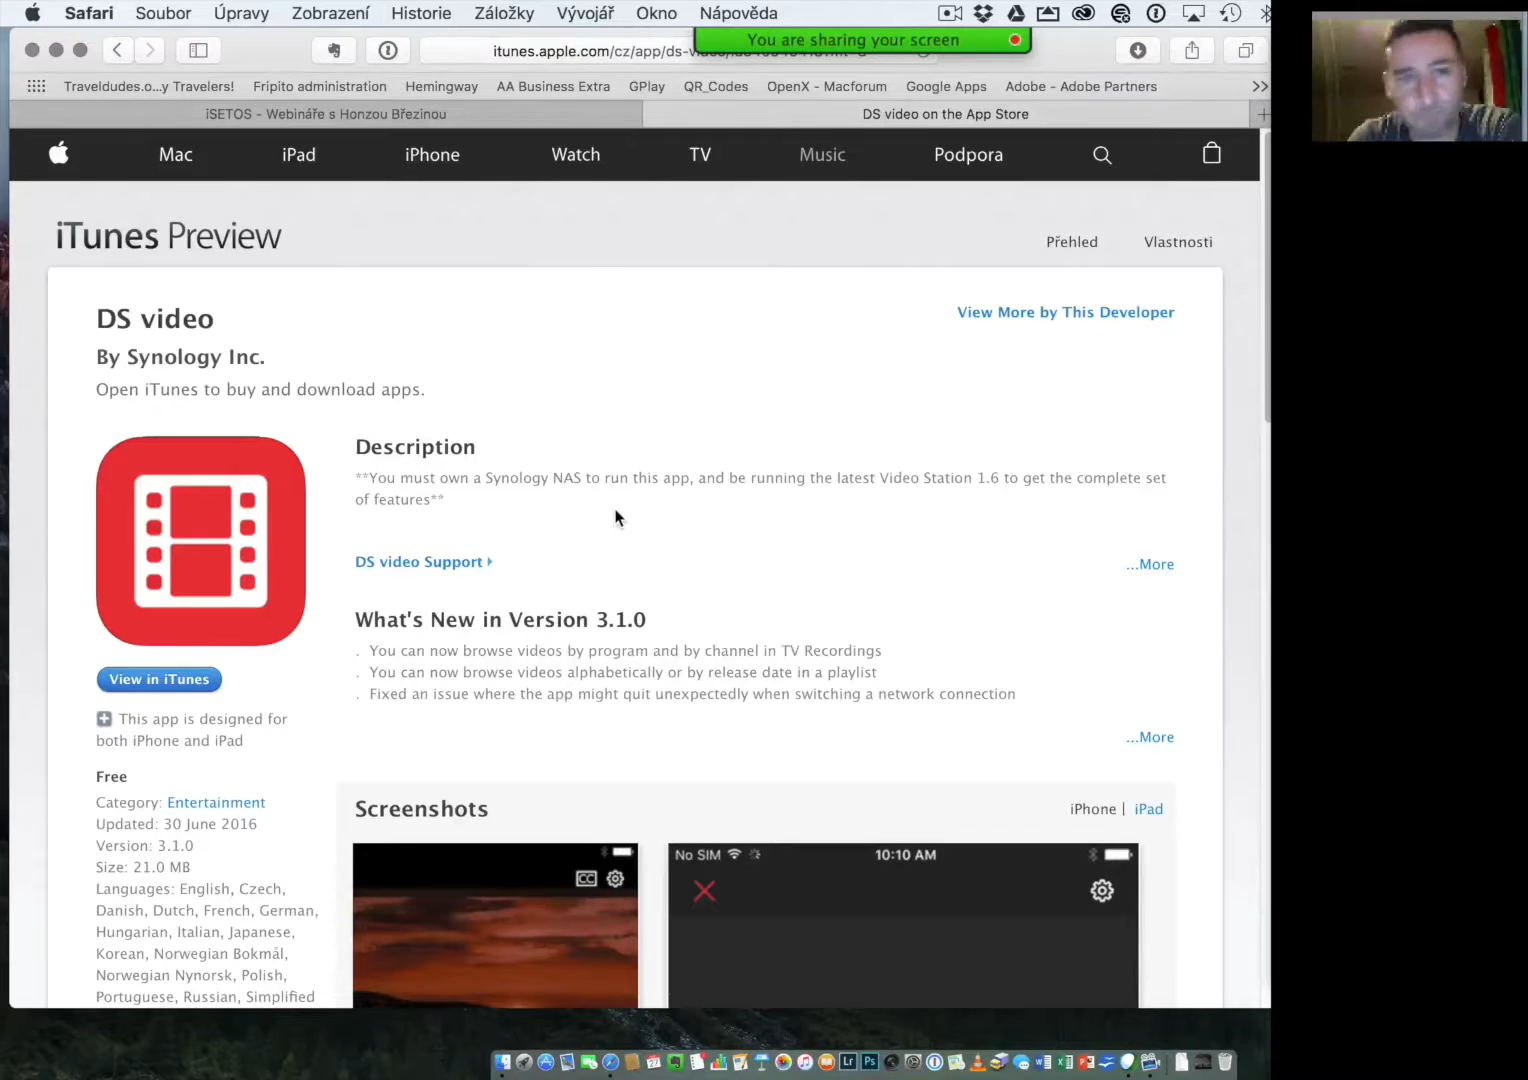 Safari Soubor Úpravy Zobrazení Historie Záložky Vývojář Okno Nápověda
You are sharing your screen
itunes.apple.com/cz/app/ds-
Traveldudes.o...y Travelers! Fripito administration Hemingway AA Business Extra GPlay QR_Codes OpenX - Macforum Google Apps Adobe - Adobe Partners >>
iSETOS - Webináře s Honzou Březinou DS video on the App Store
Mac iPad iPhone Watch TV Music Podpora
iTunes Preview
Přehled Vlastnosti
DS video
View More by This Developer
By Synology Inc.
Open iTunes to buy and download apps.
Description
**You must own a Synology NAS to run this app, and be running the latest Video Station 1.6 to get the complete set
of features**
DS video Support
...More
What's New in Version 3.1.0
. You can now browse videos by program and by channel in TV Recordings
. You can now browse videos alphabetically or by release date in a playlist
. Fixed an issue where the app might quit unexpectedly when switching a network connection
...More
View in iTunes
This app is designed for
both iPhone and iPad
Free
Category: Entertainment
Updated: 30 June 2016
Version: 3.1.0
Size: 21.0 MB
Languages: English, Czech,
Danish, Dutch, French, German,
Hungarian, Italian, Japanese,
Korean, Norwegian Bokmål,
Norwegian Nynorsk, Polish,
Portuguese, Russian, Simplified
Screenshots
iPhone | iPad
CC
No SIM 10:10 AM
Lr Ps